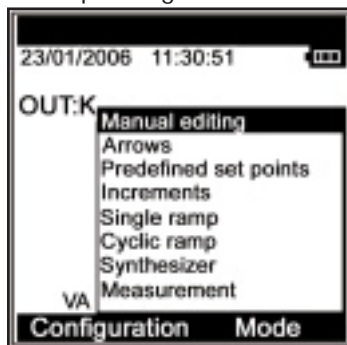 23/01/2006 11:30:51
OUT:K
Manual editing
Arrows
Predefined set points
Increments
Single ramp
Cyclic ramp
Synthesizer
Measurement
VA
Configuration Mode